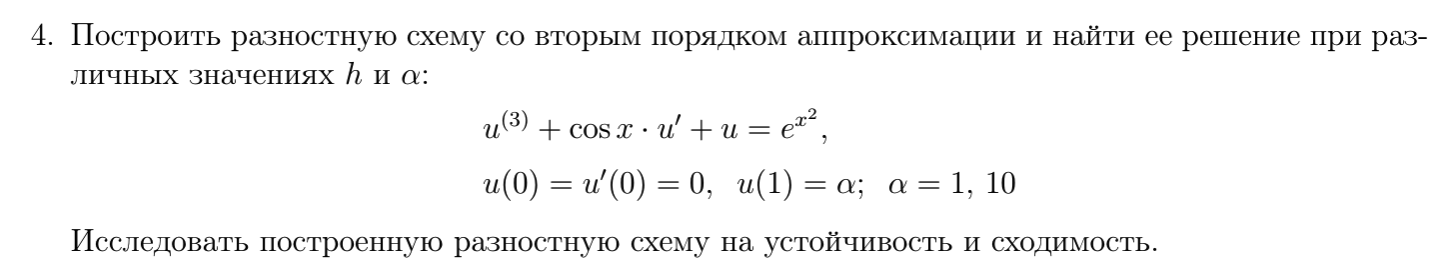 4. Построить разностную схему со вторым порядком аппроксимации и найти ее решение при раз-
личных значениях h и α:
u⁽³⁾ + cos x · u′ + u = e^{x²},
u(0) = u′(0) = 0, u(1) = α; α = 1, 10
Исследовать построенную разностную схему на устойчивость и сходимость.